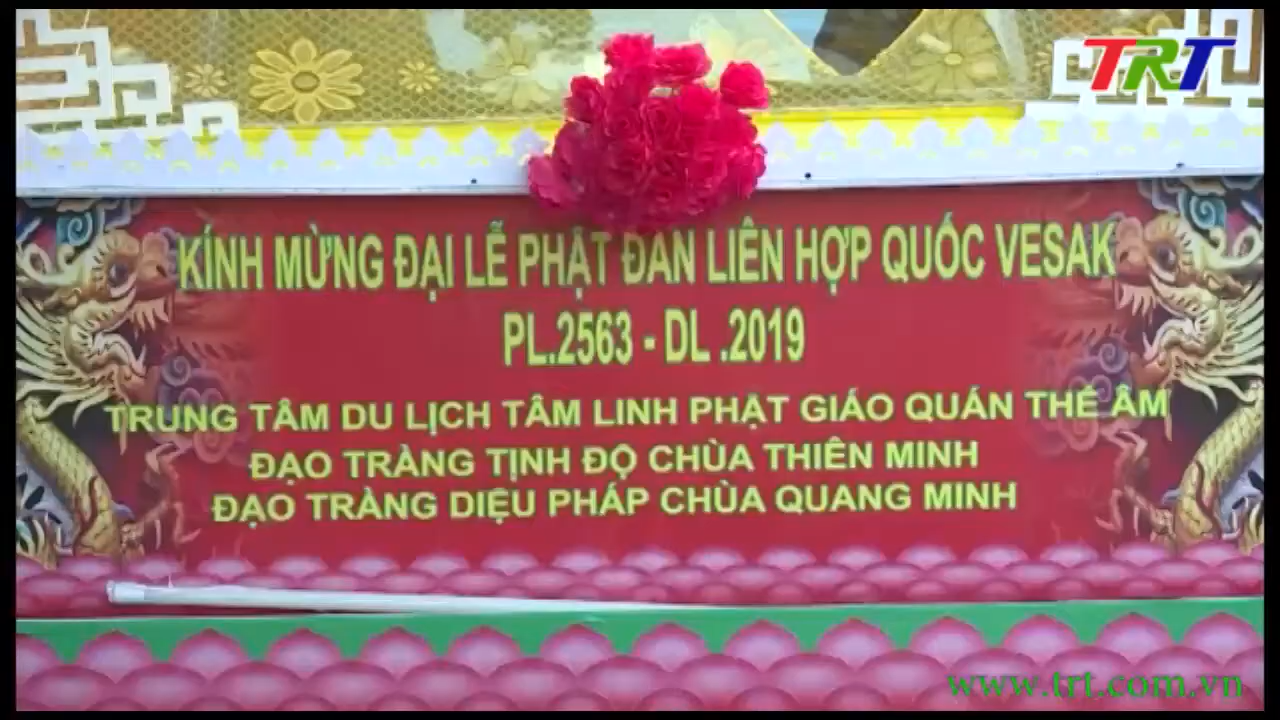 TRT
KÍNH MỪNG ĐẠI LỄ PHẬT ĐẢN LIÊN HỢP QUỐC VESAK
PL.2563 - DL .2019
TRUNG TÂM DU LỊCH TÂM LINH PHẬT GIÁO QUÁN THẾ ÂM
ĐẠO TRÀNG TỊNH ĐỘ CHÙA THIÊN MINH
ĐẠO TRÀNG DIỆU PHÁP CHÙA QUANG MINH
www.trt.com.vn